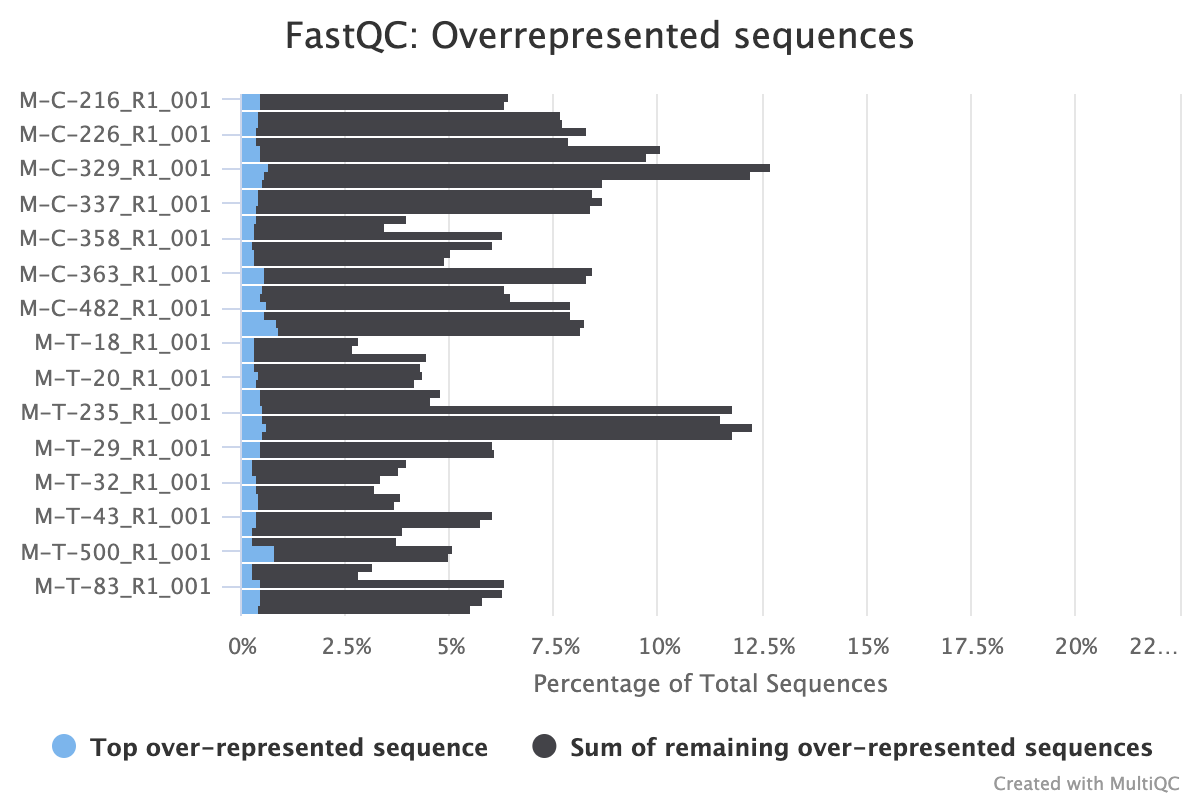 FastQC: Overrepresented sequences
M-C-216_R1_001
M-C-226_R1_001
M-C-329_R1_001
M-C-337_R1_001
M-C-358_R1_001
M-C-363_R1_001
M-C-482_R1_001
M-T-18_R1_001
M-T-20_R1_001
M-T-235_R1_001
M-T-29_R1_001
M-T-32_R1_001
M-T-43_R1_001
M-T-500_R1_001
M-T-83_R1_001
0% 2.5% 5% 7.5% 10% 12.5% 15% 17.5% 20% 22...
Percentage of Total Sequences
Top over-represented sequence Sum of remaining over-represented sequences
Created with MultiQC